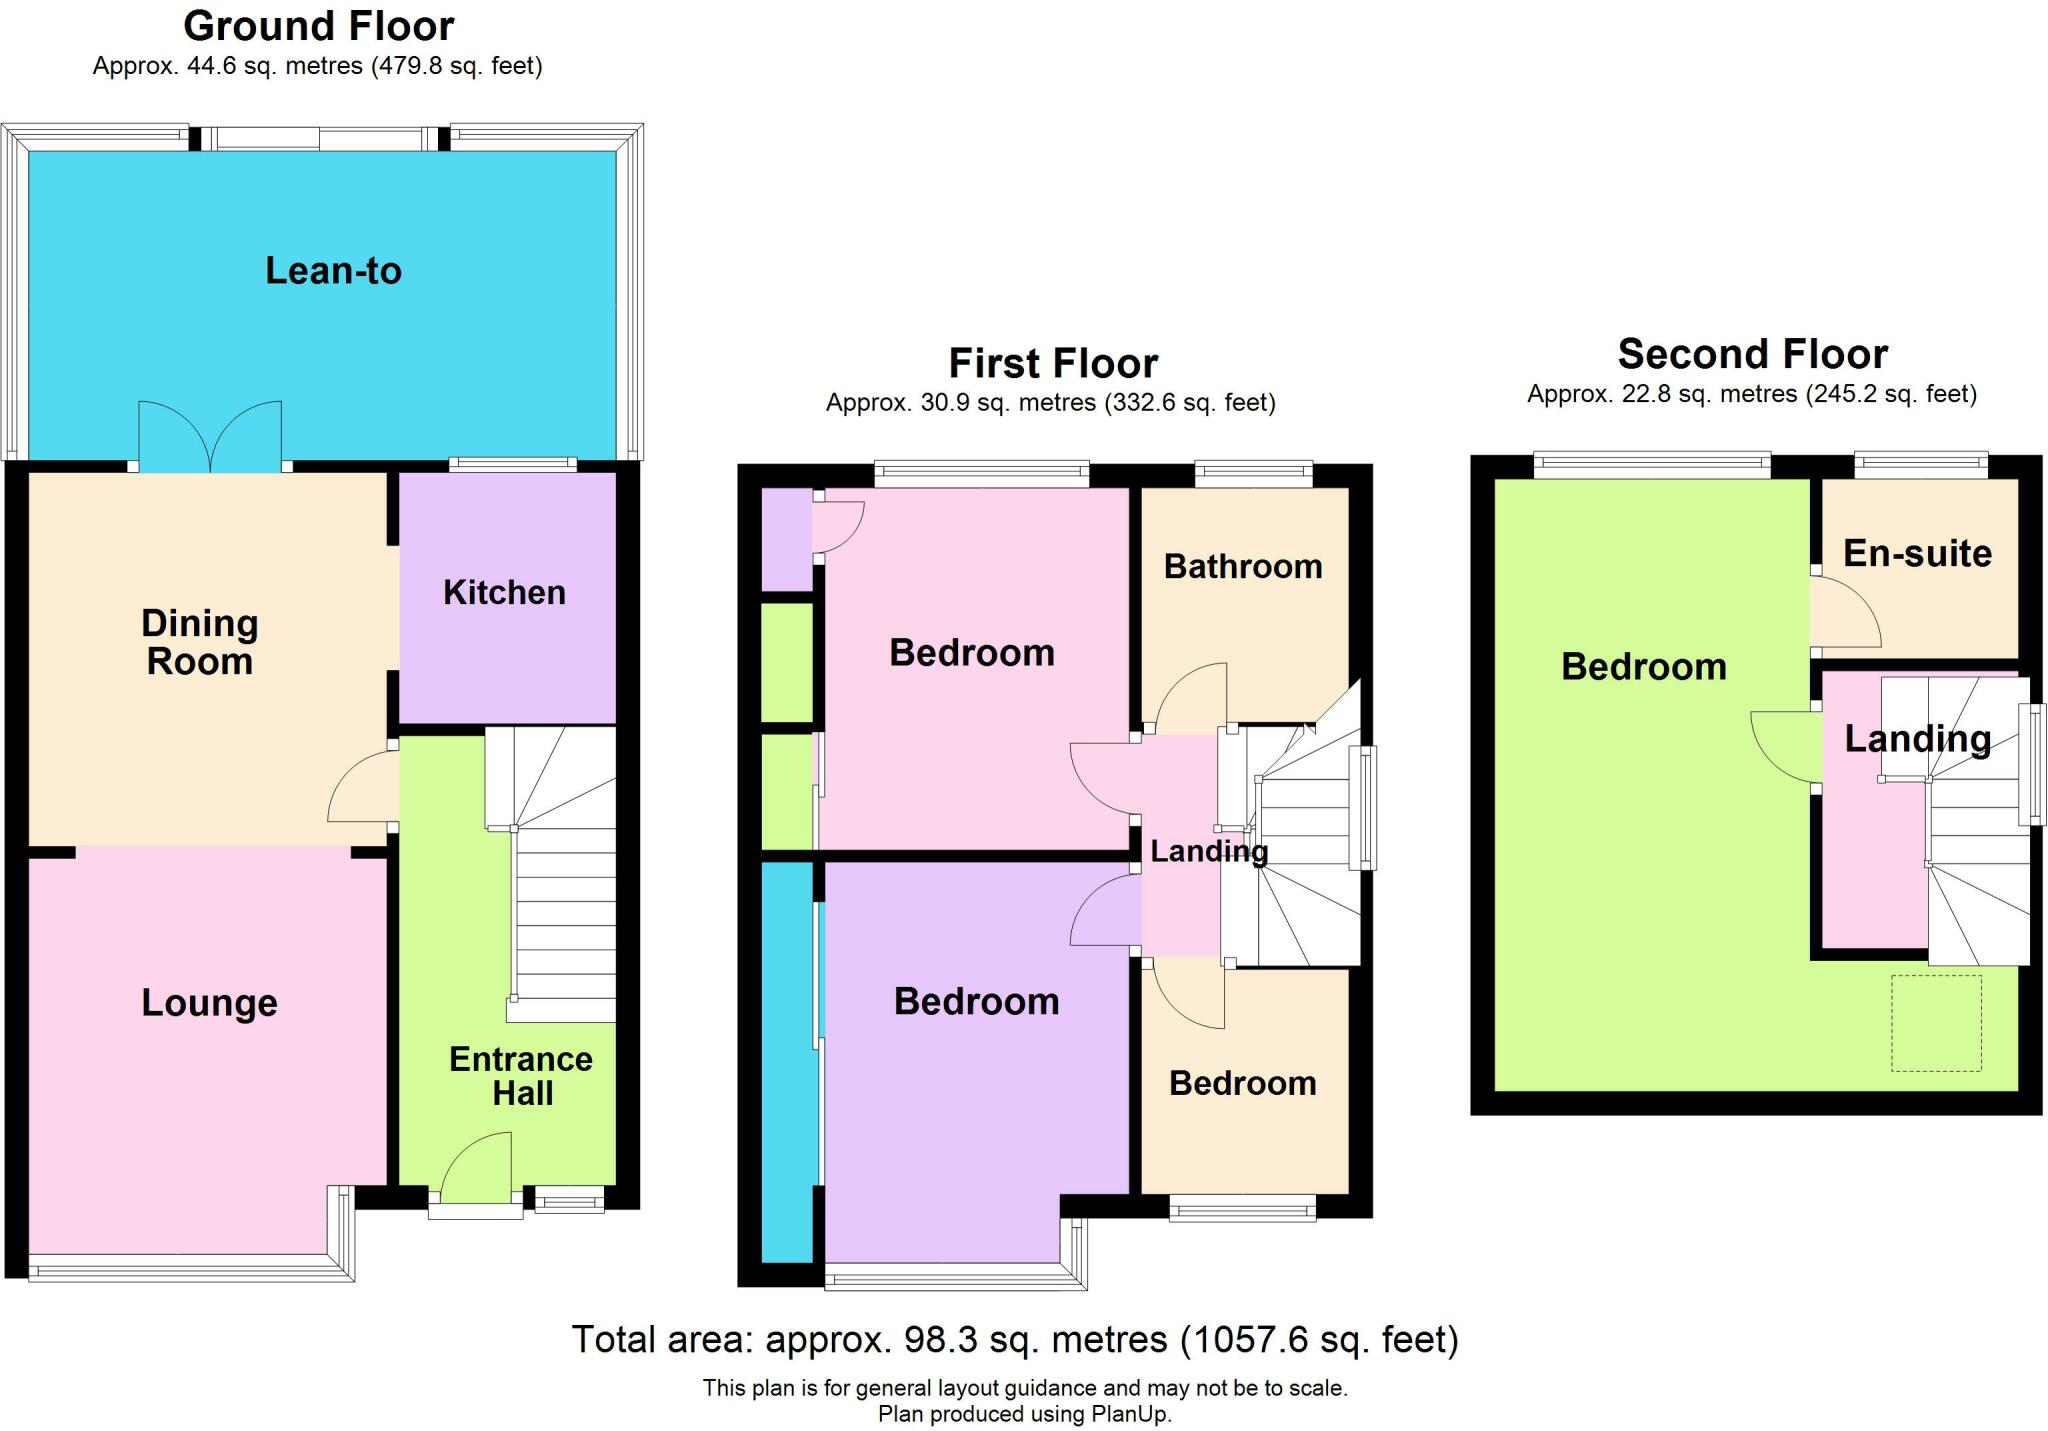 Ground Floor
Approx. 44.6 sq. metres (479.8 sq. feet)
Lean-to
Kitchen
Dining
Room
Lounge
Entrance
Hall
First Floor
Approx. 30.9 sq. metres (332.6 sq. feet)
Bathroom
Bedroom
Landing
Bedroom
Bedroom
Second Floor
Approx. 22.8 sq. metres (245.2 sq. feet)
En-suite
Bedroom
Landing
Total area: approx. 98.3 sq. metres (1057.6 sq. feet)
This plan is for general layout guidance and may not be to scale.
Plan produced using PlanUp.